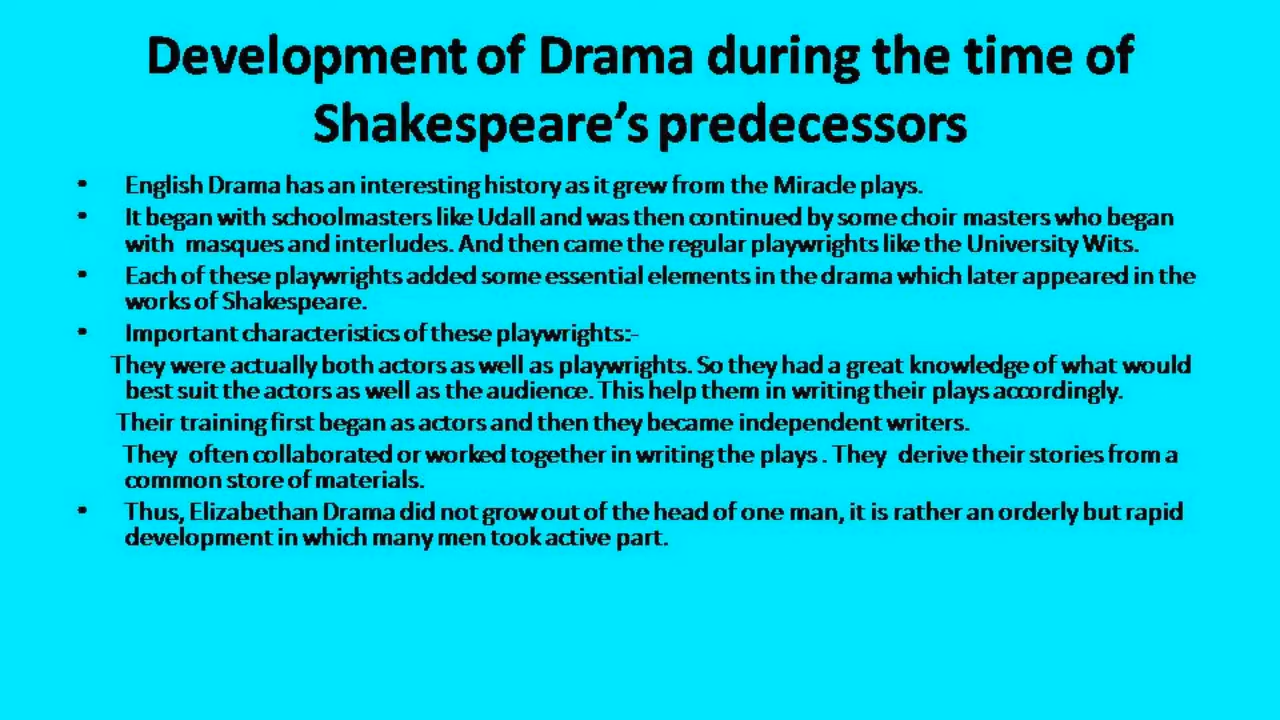 Development of Drama during the time of
Shakespeare's predecessors
• English Drama has an interesting history as it grew from the Miracle plays.
• It began with schoolmasters like Udall and was then continued by some choir masters who began
with masques and interludes. And then came the regular playwrights like the University Wits.
• Each of these playwrights added some essential elements in the drama which later appeared in the
works of Shakespeare.
• Important characteristics of these playwrights:-
They were actually both actors as well as playwrights. So they had a great knowledge of what would
best suit the actors as well as the audience. This help them in writing their plays accordingly.
Their training first began as actors and then they became independent writers.
They often collaborated or worked together in writing the plays . They derive their stories from a
common store of materials.
• Thus, Elizabethan Drama did not grow out of the head of one man, it is rather an orderly but rapid
development in which many men took active part.